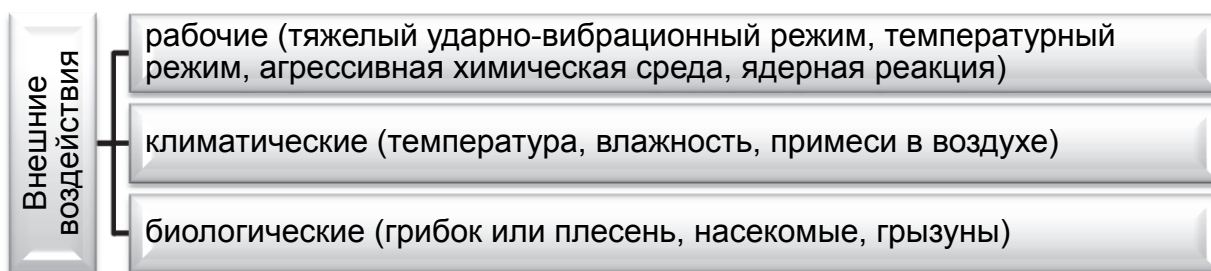 Внешние
воздействия
рабочие (тяжелый ударно-вибрационный режим, температурный
режим, агрессивная химическая среда, ядерная реакция)
климатические (температура, влажность, примеси в воздухе)
биологические (грибок или плесень, насекомые, грызуны)